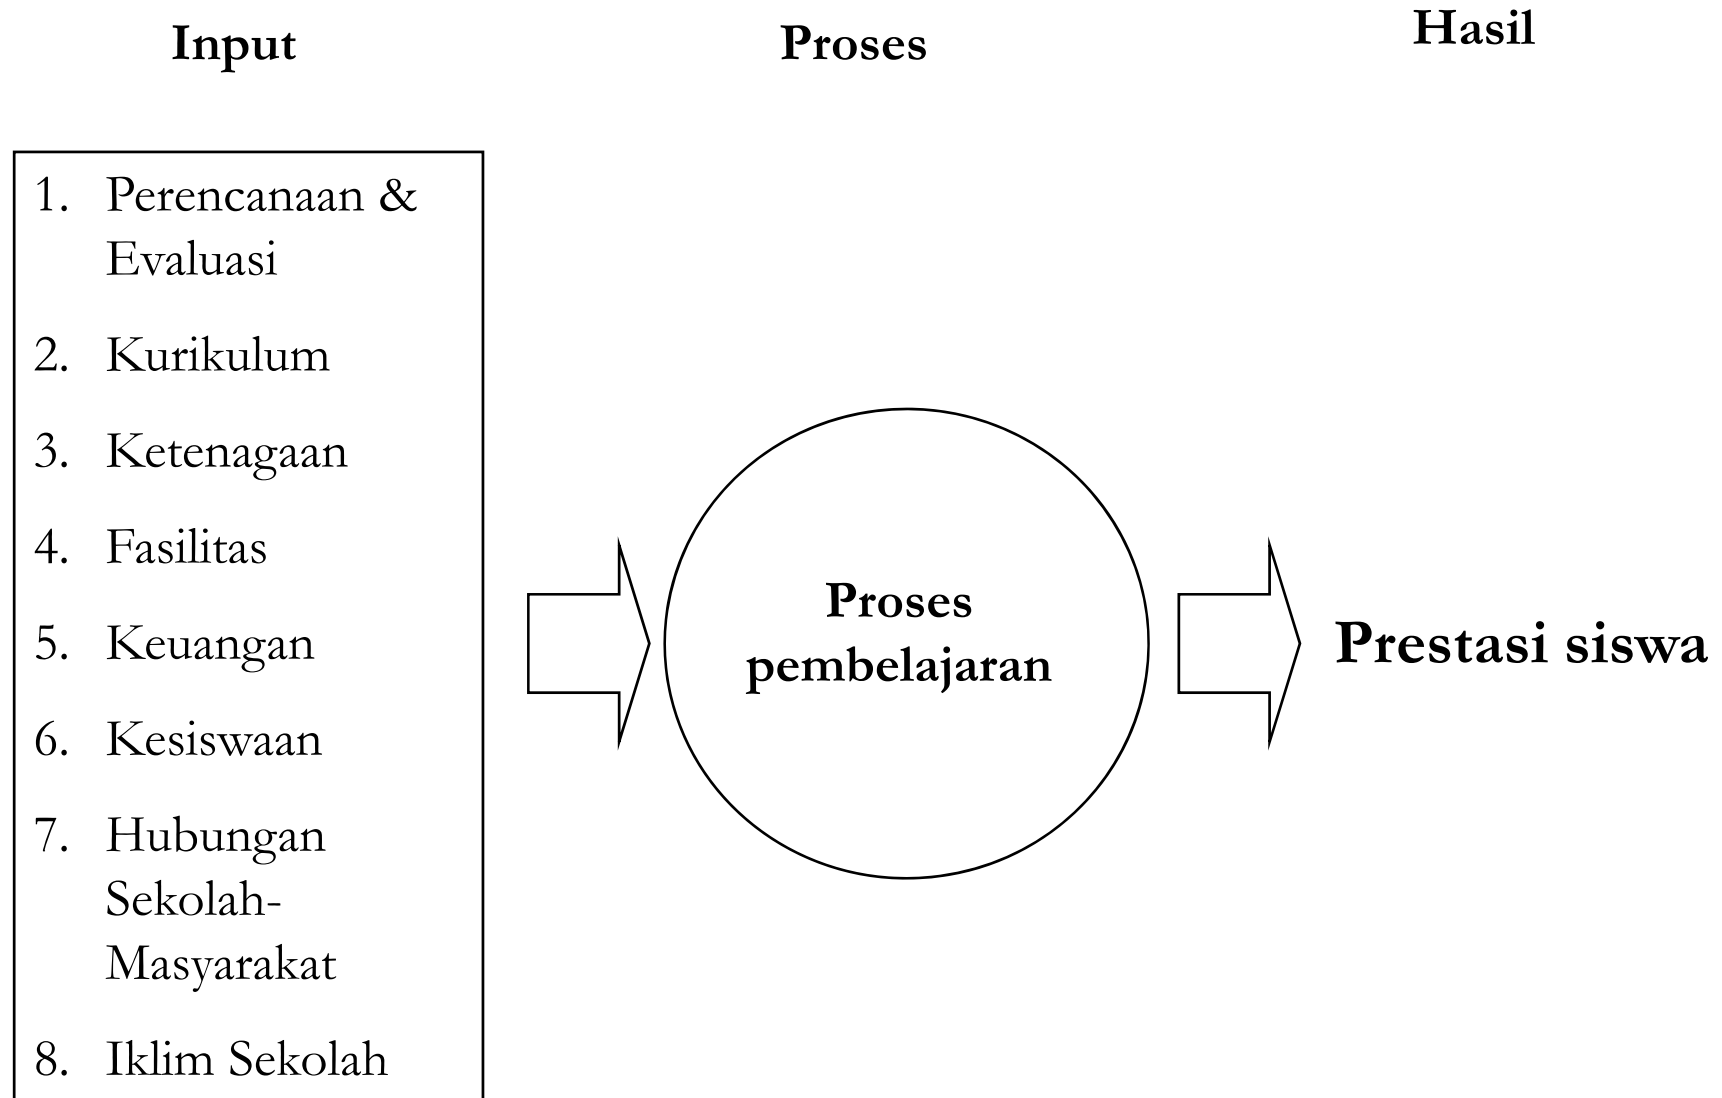 Input
Proses
Hasil
1. Perencanaan &
Evaluasi
2. Kurikulum
3. Ketenagaan
4. Fasilitas
5. Keuangan
6. Kesiswaan
7. Hubungan
Sekolah-
Masyarakat
8. Iklim Sekolah
Proses
pembelajaran
Prestasi siswa